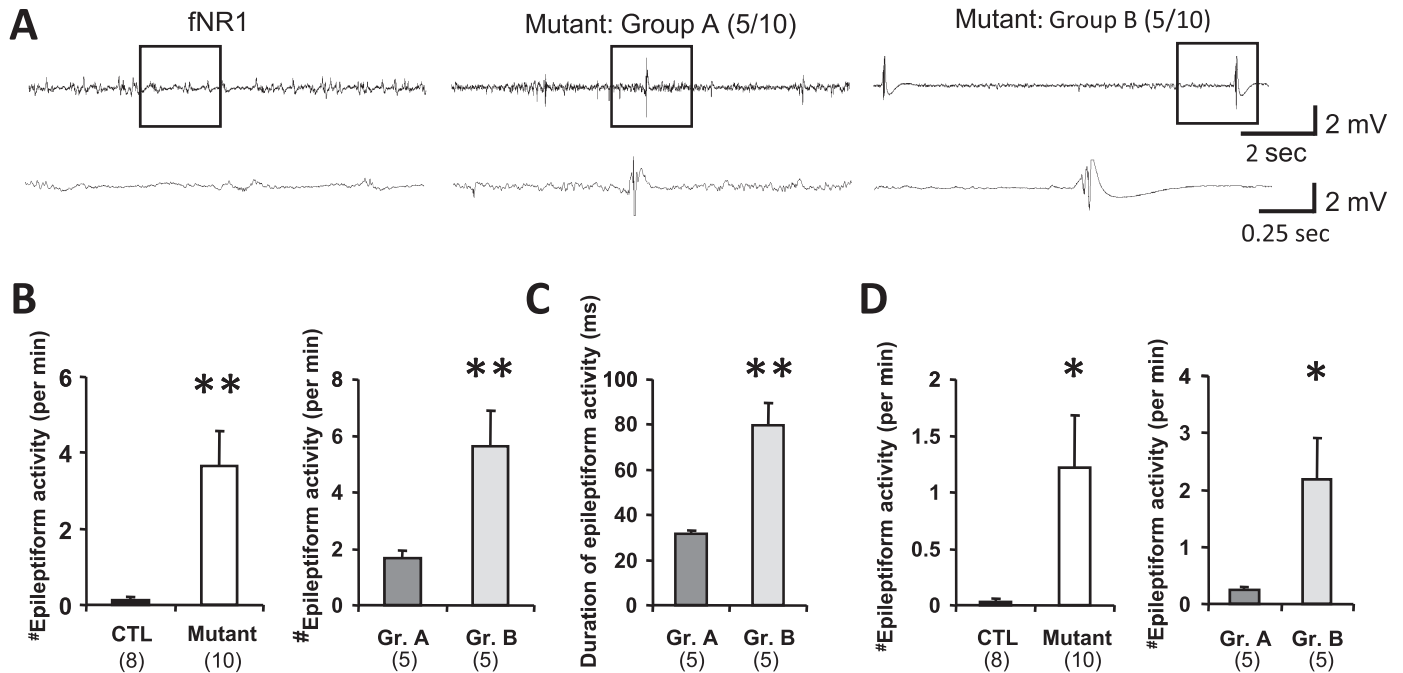 A
fNR1
Mutant: Group A (5/10)
Mutant: Group B (5/10)
2 mV
2 sec
2 mV
0.25 sec
B
#Epileptiform activity (per min)
6
4
2
0
**
CTL
(8)
Mutant
(10)
#Epileptiform activity (per min)
8
6
4
2
0
**
Gr. A
(5)
Gr. B
(5)
C
Duration of epileptiform activity (ms)
100
80
60
40
20
0
**
Gr. A
(5)
Gr. B
(5)
D
#Epileptiform activity (per min)
2
1.5
1
0.5
0
*
CTL
(8)
Mutant
(10)
#Epileptiform activity (per min)
4
3
2
1
0
*
Gr. A
(5)
Gr. B
(5)